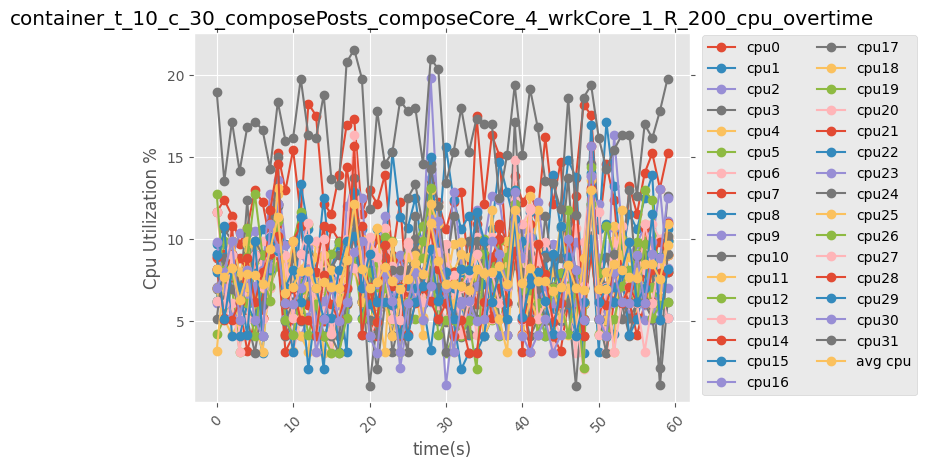 container_t_10_c_30_composePosts_composeCore_4_wrkCore_1_R_200_cpu_overtime
Cpu Utilization %
20
15
10
5
0
10
20
30
40
50
60
time(s)
cpu0
cpu1
cpu2
cpu3
cpu4
cpu5
cpu6
cpu7
cpu8
cpu9
cpu10
cpu11
cpu12
cpu13
cpu14
cpu15
cpu16
cpu17
cpu18
cpu19
cpu20
cpu21
cpu22
cpu23
cpu24
cpu25
cpu26
cpu27
cpu28
cpu29
cpu30
cpu31
avg cpu